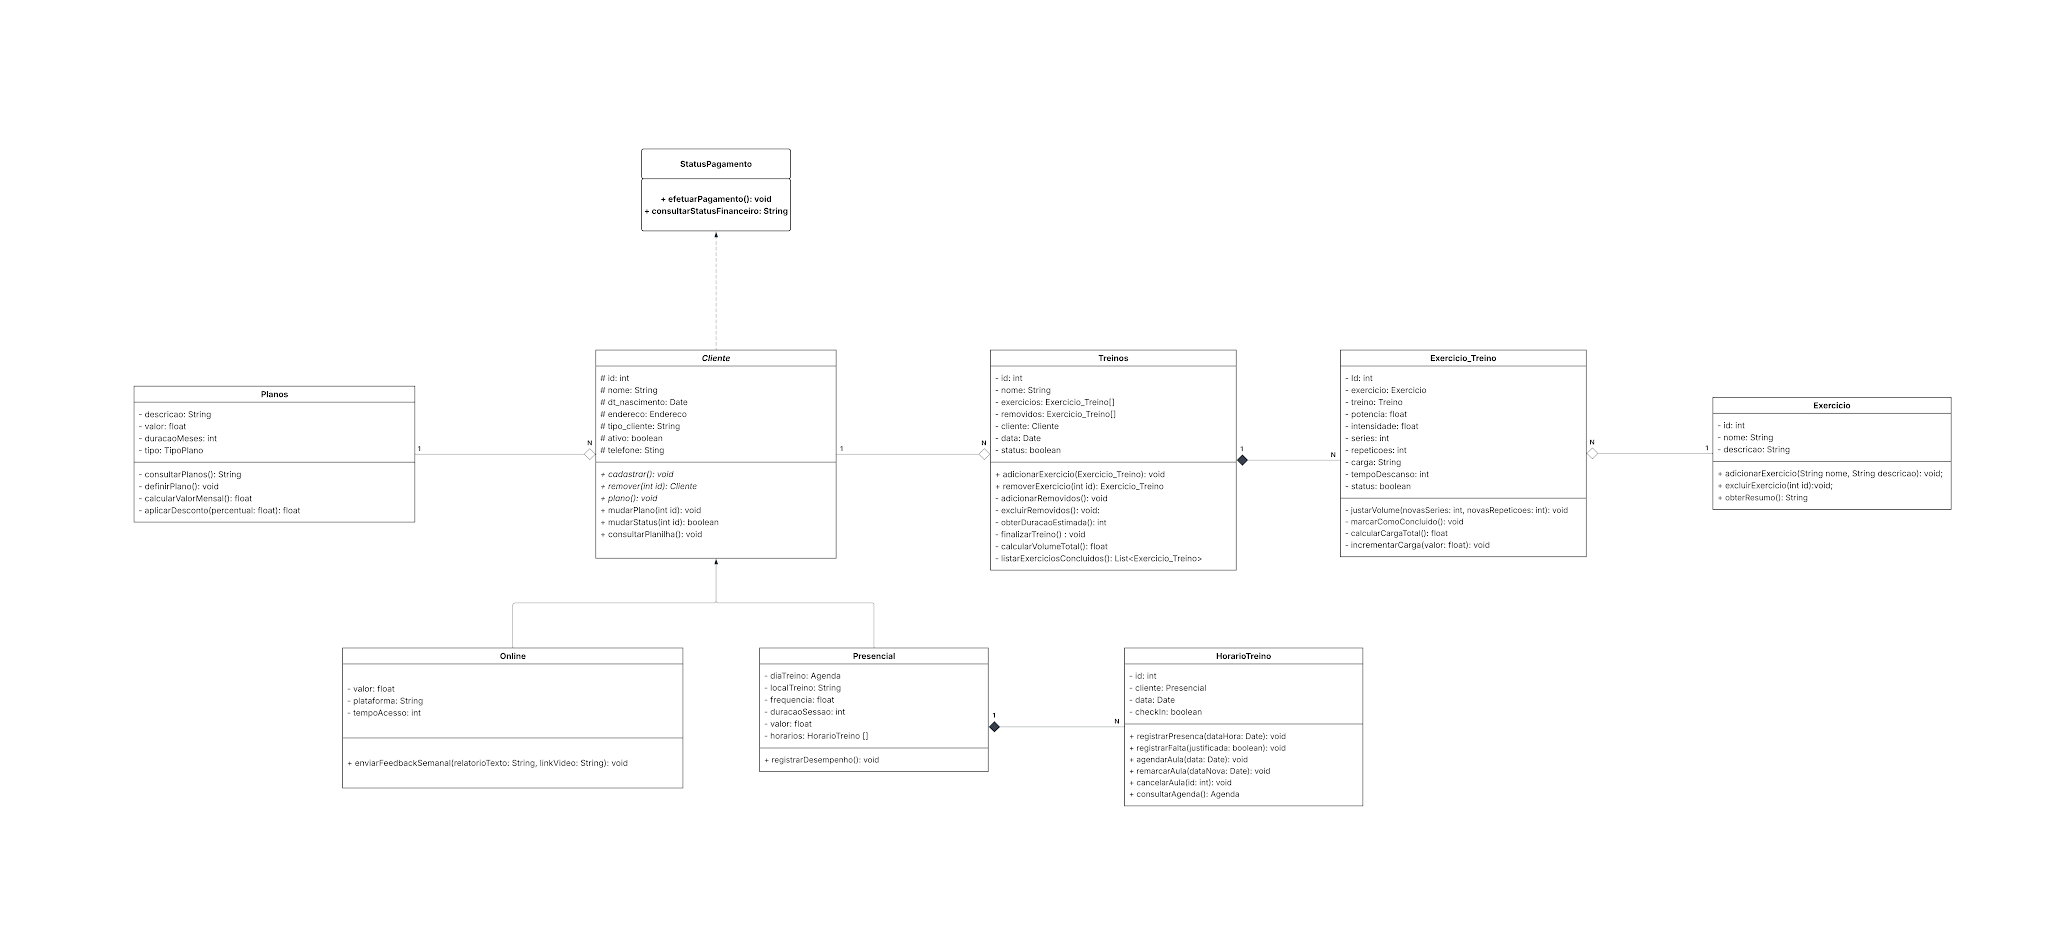 StatusPagamento
+ efetuarPagamento(): void
+ consultarStatusFinanceiro: String
Planos
- descricao: String
- valor: float
- duracaoMeses: int
- tipo: TipoPlano
- consultarPlanos(): String
- definirPlano(): void
- calcularValorMensal(): float
- aplicarDesconto(percentual: float): float
1
N
Cliente
# id: int
# nome: String
# dt_nascimento: Date
# endereco: Endereco
# tipo_cliente: String
# ativo: boolean
# telefone: Sting
+ cadastrar(): void
+ remover(int id): Cliente
+ plano(): void
+ mudarPlano(int id): void
+ mudarStatus(int id): boolean
+ consultarPlanilha(): void
1
N
Treinos
- id: int
- nome: String
- exercicios: Exercicio_Treino[]
- removidos: Exercicio_Treino[]
- cliente: Cliente
- data: Date
- status: boolean
+ adicionarExercicio(Exercicio_Treino): void
+ removerExercicio(int id): Exercicio_Treino
- adicionarRemovidos(): void
- excluirRemovidos(): void:
- obterDuracaoEstimada(): int
- finalizarTreino() : void
- calcularVolumeTotal(): float
- listarExerciciosConcluidos(): List<Exercicio_Treino>
1
N
Exercicio_Treino
- Id: int
- exercicio: Exercicio
- treino: Treino
- potencia: float
- intensidade: float
- series: int
- repeticoes: int
- carga: String
- tempoDescanso: int
- status: boolean
- justarVolume(novasSeries: int, novasRepeticoes: int): void
- marcarComoConcluido(): void
- calcularCargaTotal(): float
- incrementarCarga(valor: float): void
N
1
Exercicio
- id: int
- nome: String
- descricao: String
+ adicionarExercicio(String nome, String descricao): void;
+ excluirExercicio(int id):void;
+ obterResumo(): String
Online
- valor: float
- plataforma: String
- tempoAcesso: int
+ enviarFeedbackSemanal(relatorioTexto: String, linkVideo: String): void
Presencial
- diaTreino: Agenda
- localTreino: String
- frequencia: float
- duracaoSessao: int
- valor: float
- horarios: HorarioTreino []
+ registrarDesempenho(): void
1
N
HorarioTreino
- id: int
- cliente: Presencial
- data: Date
- checkIn: boolean
+ registrarPresenca(dataHora: Date): void
+ registrarFalta(justificada: boolean): void
+ agendarAula(data: Date): void
+ remarcarAula(dataNova: Date): void
+ cancelarAula(id: int): void
+ consultarAgenda(): Agenda